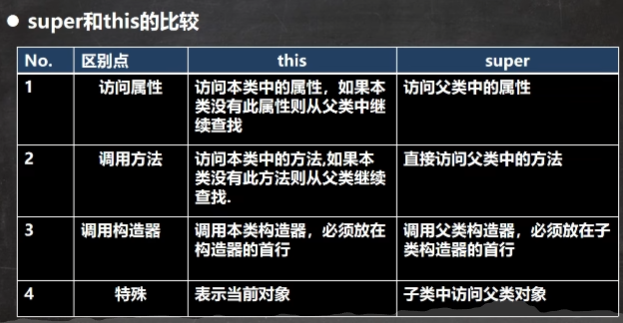 ● super和this的比较
No. 区别点 this super
1 访问属性 访问本类中的属性，如果本 访问父类中的属性
类没有此属性则从父类中继
续查找
2 调用方法 访问本类中的方法,如果本 直接访问父类中的方法
类没有此方法则从父类继续
查找.
3 调用构造器 调用本类构造器，必须放在 调用父类构造器，必须放在子
构造器的首行 类构造器的首行
4 特殊 表示当前对象 子类中访问父类对象